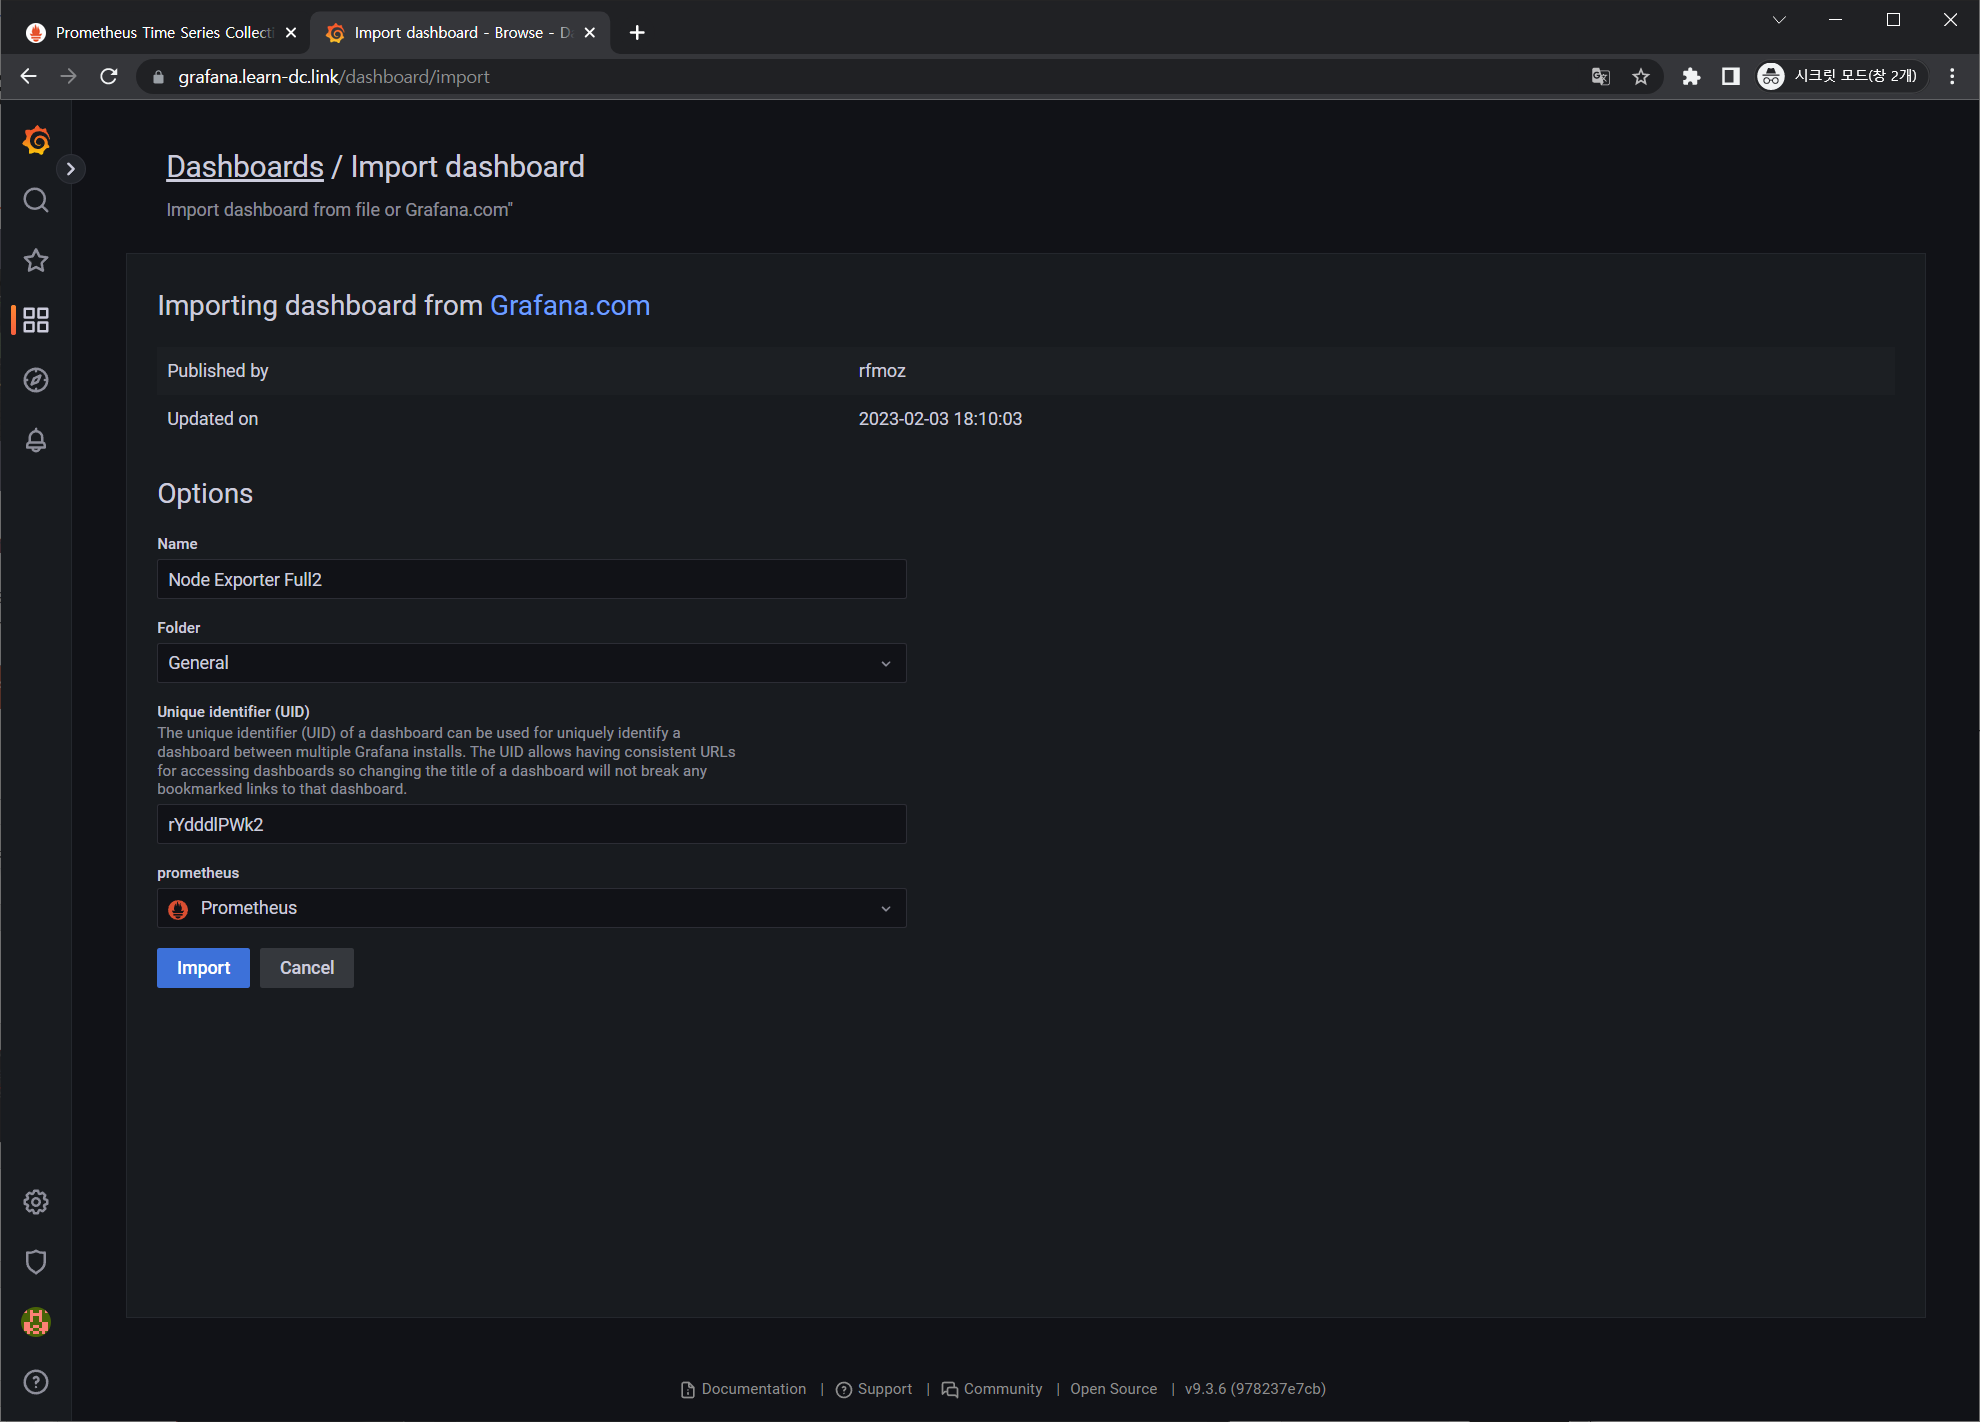 Prometheus Time Series Collect
Import dashboard - Browse - D
grafana.learn-dc.link/dashboard/import
시크릿 모드(창 2개)
Dashboards / Import dashboard
Import dashboard from file or Grafana.com"
Importing dashboard from Grafana.com
Published by rfmoz
Updated on 2023-02-03 18:10:03
Options
Name
Node Exporter Full2
Folder
General
Unique identifier (UID)
The unique identifier (UID) of a dashboard can be used for uniquely identify a
dashboard between multiple Grafana installs. The UID allows having consistent URLs
for accessing dashboards so changing the title of a dashboard will not break any
bookmarked links to that dashboard.
rYdddlPWk2
prometheus
Prometheus
Import Cancel
Documentation | Support | Community | Open Source | v9.3.6 (978237e7cb)